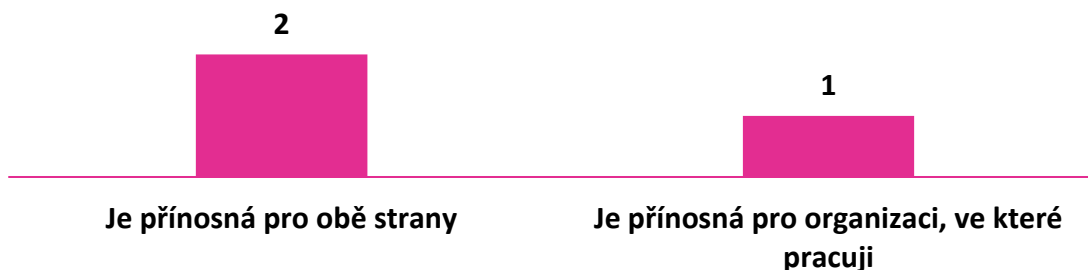 2
1
Je přínosná pro obě strany
Je přínosná pro organizaci, ve které
pracuji